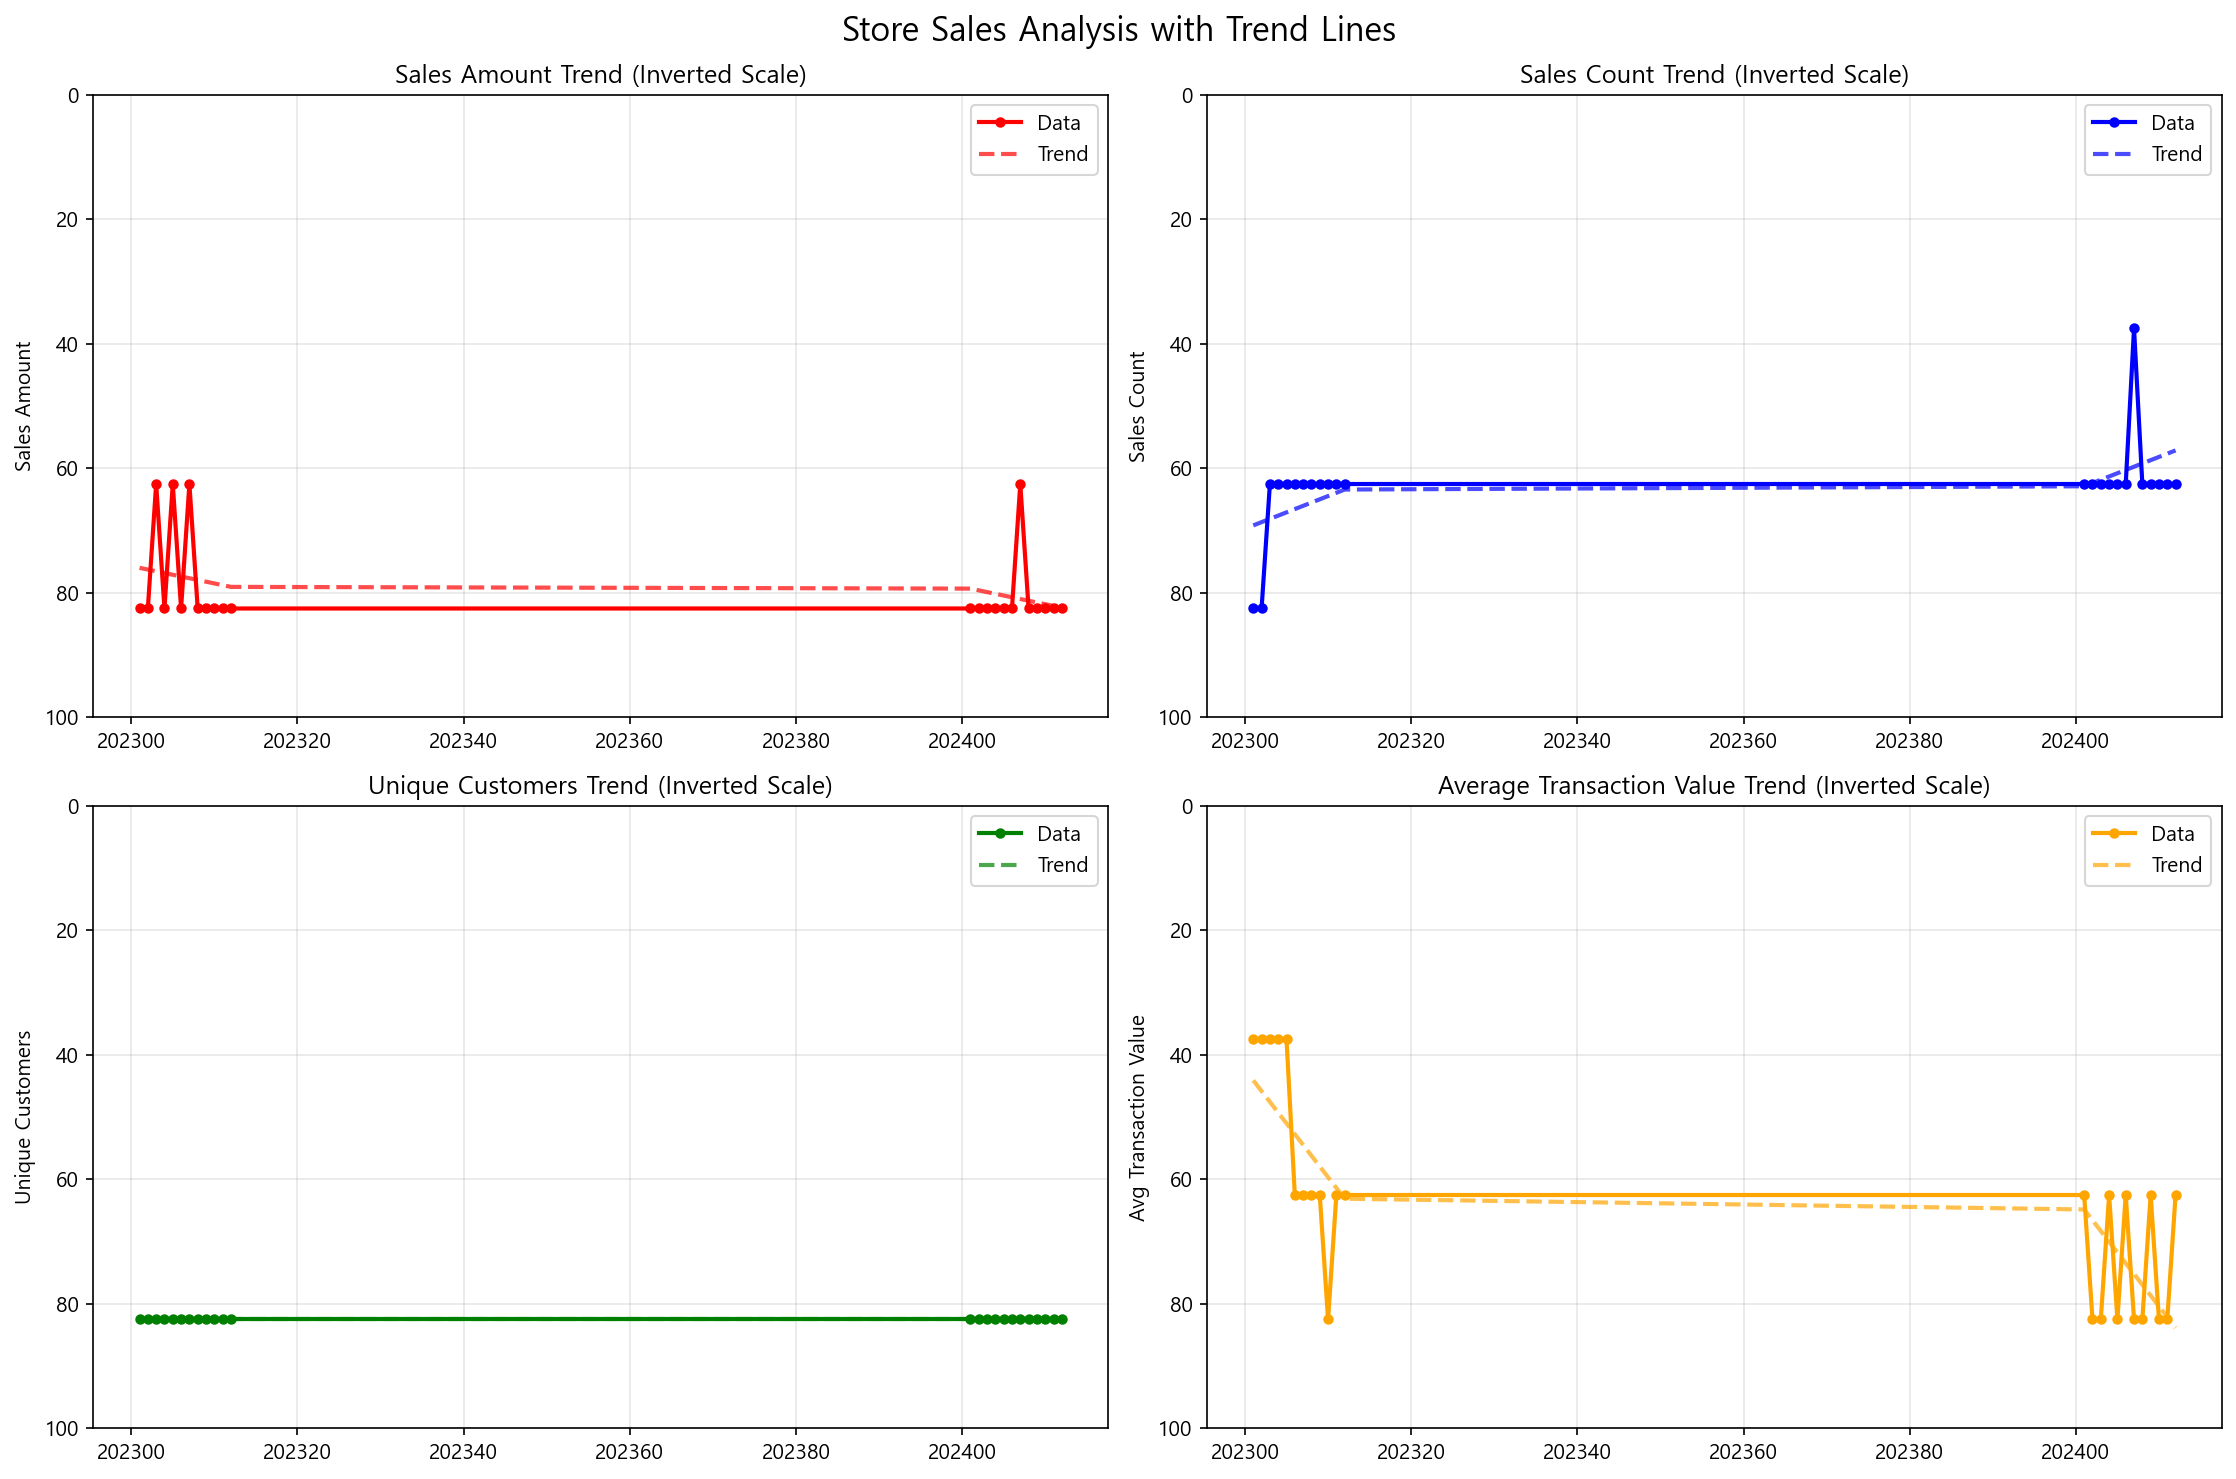 Store Sales Analysis with Trend Lines
Sales Amount Trend (Inverted Scale)
Sales Amount
0
20
40
60
80
100
202300 202320 202340 202360 202380 202400
Data
Trend
Sales Count Trend (Inverted Scale)
Sales Count
0
20
40
60
80
100
202300 202320 202340 202360 202380 202400
Data
Trend
Unique Customers Trend (Inverted Scale)
Unique Customers
0
20
40
60
80
100
202300 202320 202340 202360 202380 202400
Data
Trend
Average Transaction Value Trend (Inverted Scale)
Avg Transaction Value
0
20
40
60
80
100
202300 202320 202340 202360 202380 202400
Data
Trend